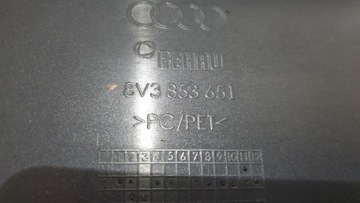 REHAU
8V3 853 651
>PC/PET<
1 2 3 4 5 6 7 8 9 10 11 12